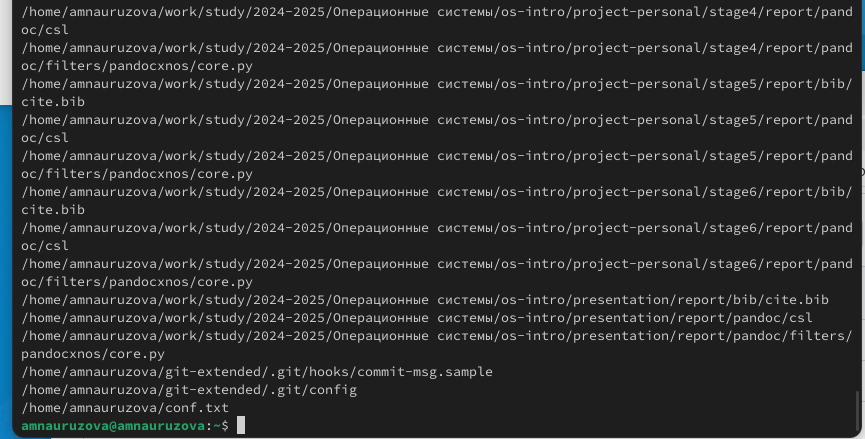 /home/amnauruzova/work/study/2024-2025/Операционные системы/os-intro/project-personal/stage4/report/pand
oc/csl
/home/amnauruzova/work/study/2024-2025/Операционные системы/os-intro/project-personal/stage4/report/pand
oc/filters/pandocxnos/core.py
/home/amnauruzova/work/study/2024-2025/Операционные системы/os-intro/project-personal/stage5/report/bib/
cite.bib
/home/amnauruzova/work/study/2024-2025/Операционные системы/os-intro/project-personal/stage5/report/pand
oc/csl
/home/amnauruzova/work/study/2024-2025/Операционные системы/os-intro/project-personal/stage5/report/pand
oc/filters/pandocxnos/core.py
/home/amnauruzova/work/study/2024-2025/Операционные системы/os-intro/project-personal/stage6/report/bib/
cite.bib
/home/amnauruzova/work/study/2024-2025/Операционные системы/os-intro/project-personal/stage6/report/pand
oc/csl
/home/amnauruzova/work/study/2024-2025/Операционные системы/os-intro/project-personal/stage6/report/pand
oc/filters/pandocxnos/core.py
/home/amnauruzova/work/study/2024-2025/Операционные системы/os-intro/presentation/report/bib/cite.bib
/home/amnauruzova/work/study/2024-2025/Операционные системы/os-intro/presentation/report/pandoc/csl
/home/amnauruzova/work/study/2024-2025/Операционные системы/os-intro/presentation/report/pandoc/filters/
pandocxnos/core.py
/home/amnauruzova/git-extended/.git/hooks/commit-msg.sample
/home/amnauruzova/git-extended/.git/config
/home/amnauruzova/conf.txt
amnauruzova@amnauruzova:~$